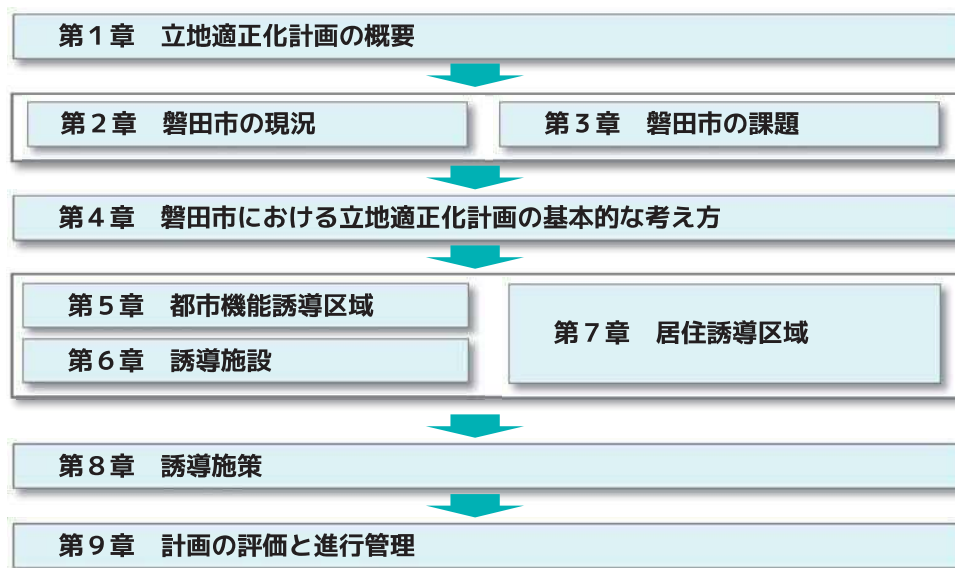 第１章　立地適正化計画の概要
第２章　磐田市の現況
第３章　磐田市の課題
第４章　磐田市における立地適正化計画の基本的な考え方
第５章　都市機能誘導区域
第６章　誘導施設
第７章　居住誘導区域
第８章　誘導施策
第９章　計画の評価と進行管理